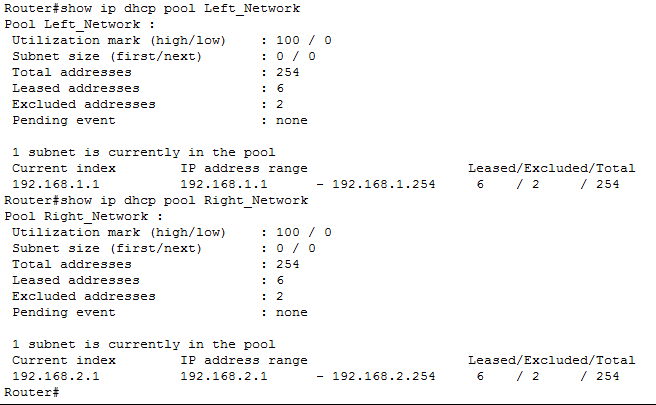 Router#show ip dhcp pool Left_Network
Pool Left_Network :
Utilization mark (high/low) : 100 / 0
Subnet size (first/next) : 0 / 0
Total addresses : 254
Leased addresses : 6
Excluded addresses : 2
Pending event : none
1 subnet is currently in the pool
Current index IP address range Leased/Excluded/Total
192.168.1.1 192.168.1.1 - 192.168.1.254 6 / 2 / 254
Router#show ip dhcp pool Right_Network
Pool Right_Network :
Utilization mark (high/low) : 100 / 0
Subnet size (first/next) : 0 / 0
Total addresses : 254
Leased addresses : 6
Excluded addresses : 2
Pending event : none
1 subnet is currently in the pool
Current index IP address range Leased/Excluded/Total
192.168.2.1 192.168.2.1 - 192.168.2.254 6 / 2 / 254
Router#